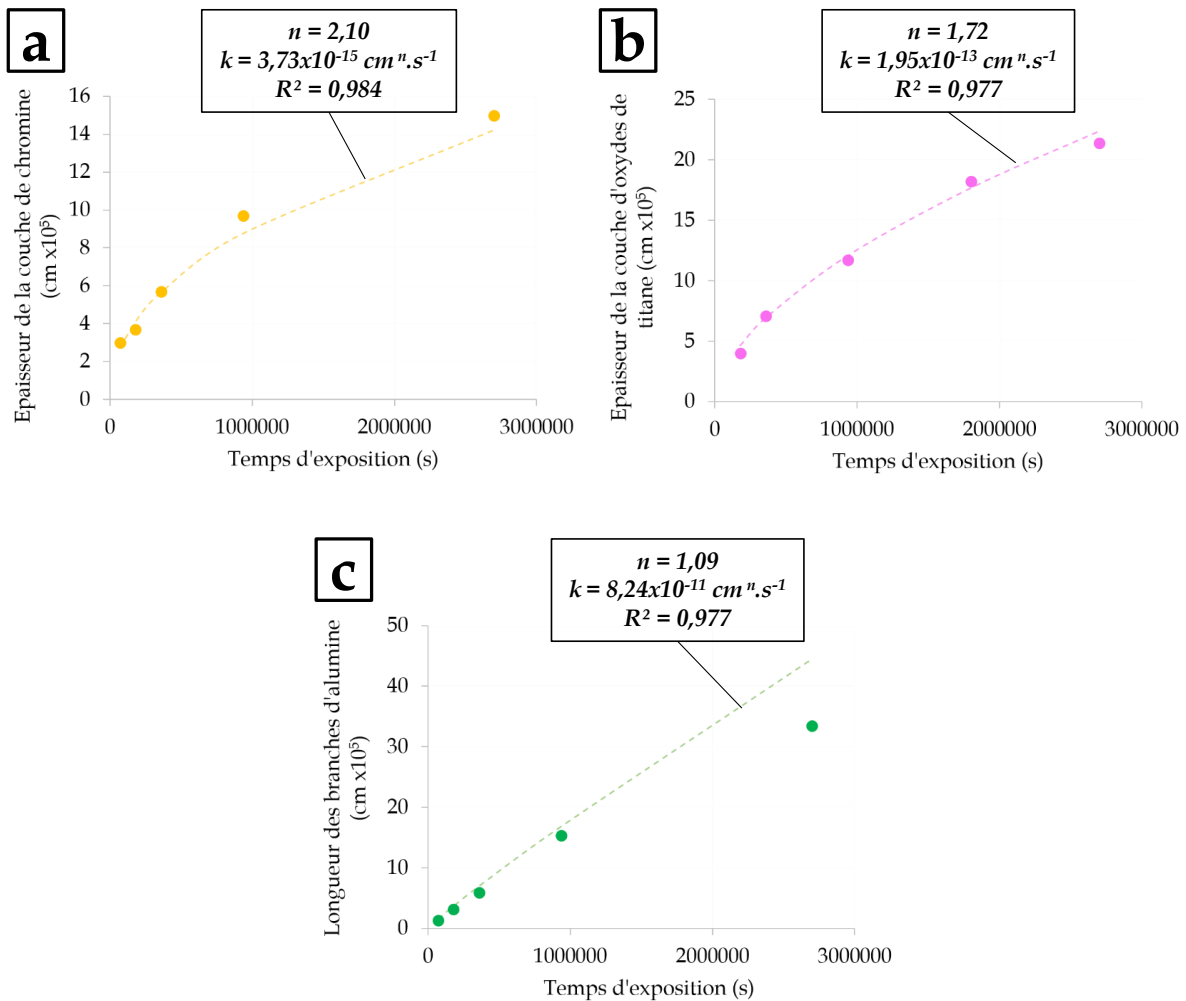 a
n = 2,10
k = 3,73x10⁻¹⁵ cmⁿ.s⁻¹
R² = 0,984
Epaisseur de la couche de chromine
(cm x10⁵)
16
14
12
10
8
6
4
2
0
0 1000000 2000000 3000000
Temps d'exposition (s)
b
n = 1,72
k = 1,95x10⁻¹³ cmⁿ.s⁻¹
R² = 0,977
Epaisseur de la couche d'oxydes de
titane (cm x10⁵)
25
20
15
10
5
0
0 1000000 2000000 3000000
Temps d'exposition (s)
c
n = 1,09
k = 8,24x10⁻¹¹ cmⁿ.s⁻¹
R² = 0,977
Longueur des branches d'alumine
(cm x10⁵)
50
40
30
20
10
0
0 1000000 2000000 3000000
Temps d'exposition (s)